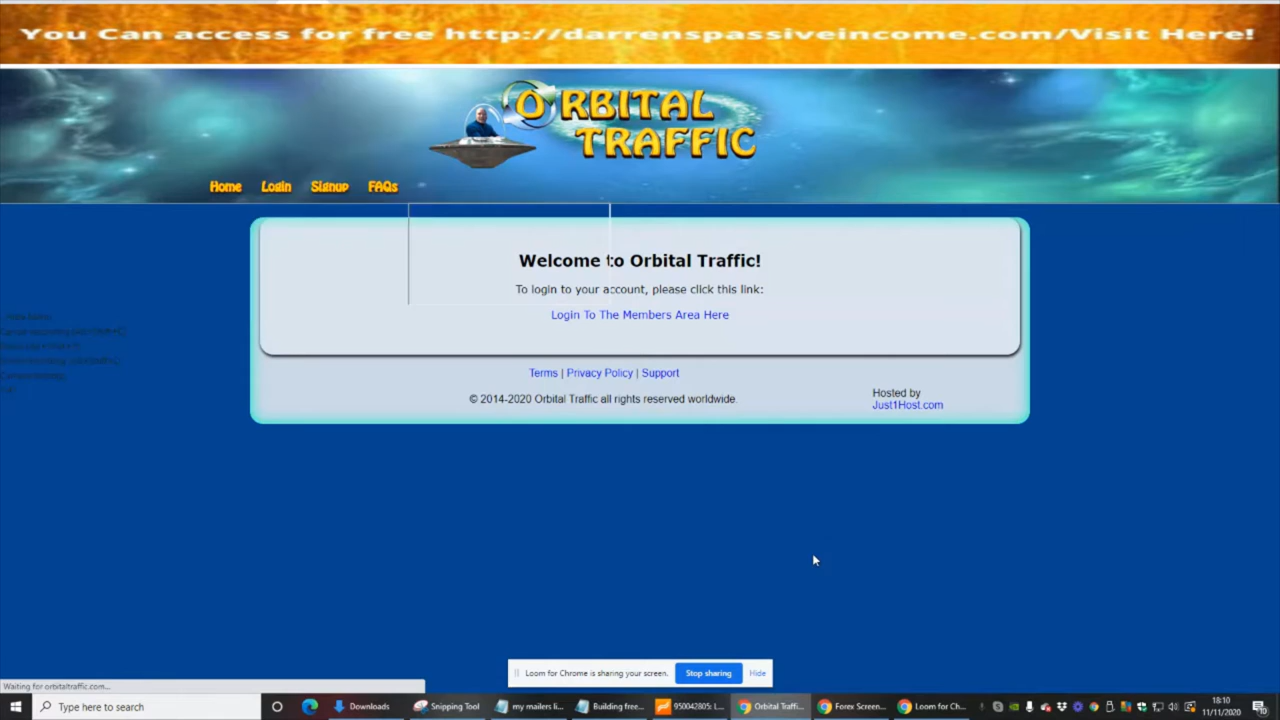 You Can access for free http://darrenspassiveincome.com/Visit Here!
ORBITAL
TRAFFIC
Home Login Signup FAQs
Welcome to Orbital Traffic!
To login to your account, please click this link:
Login To The Members Area Here
Terms | Privacy Policy | Support
© 2014-2020 Orbital Traffic all rights reserved worldwide.
Hosted by
Just1Host.com
Loom for Chrome is sharing your screen. Stop sharing Hide
Waiting for orbitaltraffic.com...
Type here to search Downloads Snipping Tool my mailers li... Building free... 950042805: L... Orbital Traffi... Forex Screen... Loom for Ch... 18:10
11/11/2020